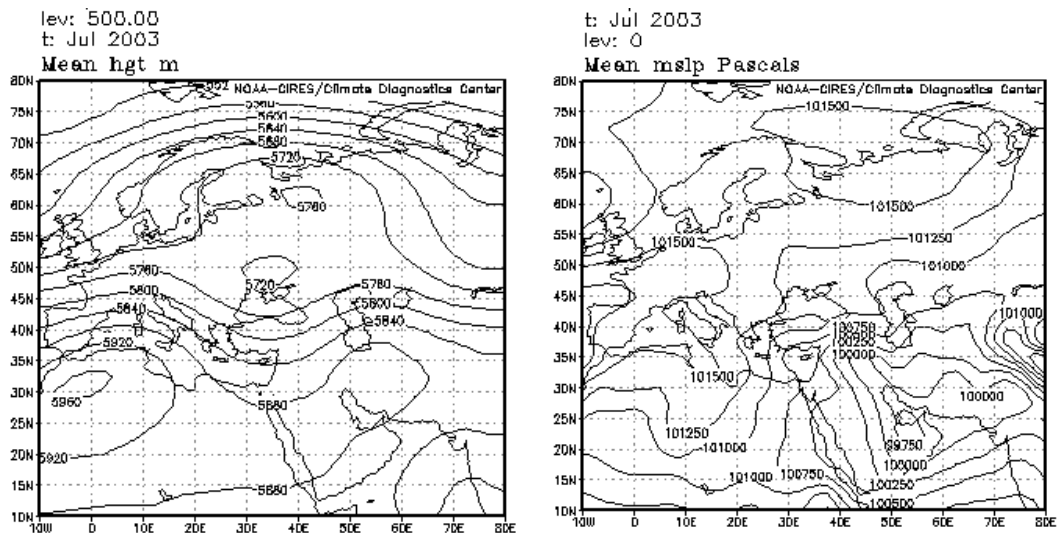 lev: 500.00
t: Jul 2003
Mean hgt m
NOAA-CIRES/Climate Diagnostics Center
80N
75N
70N
65N
60N
55N
50N
45N
40N
35N
30N
25N
20N
15N
10N
10W 0 10E 20E 30E 40E 50E 60E 70E 80E
5600
5640
5680
5720
5760
5760
5720
5760
5800
5800
5840
5840
5920
5960
5880
5920
5880
t: Jul 2003
lev: 0
Mean mslp Pascals
NOAA-CIRES/Climate Diagnostics Center
80N
75N
70N
65N
60N
55N
50N
45N
40N
35N
30N
25N
20N
15N
10N
10W 0 10E 20E 30E 40E 50E 60E 70E 80E
101500
101500
101500
101250
101000
101000
100750
100250
100000
101500
100000
101250
101000
99750
100750
100000
100250
100500